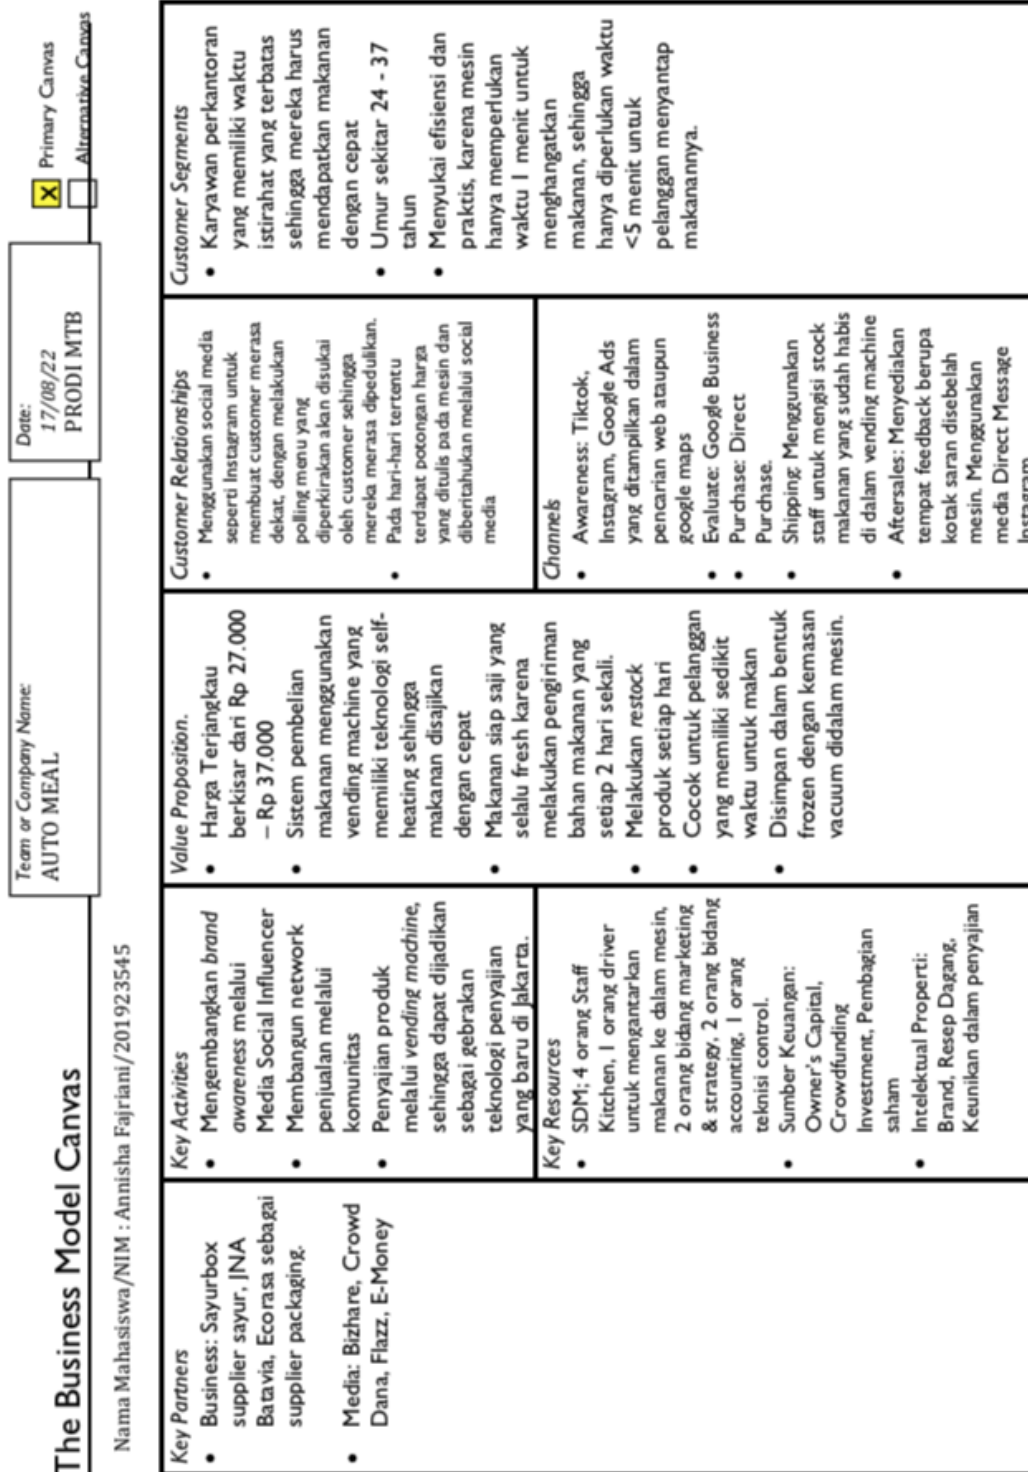 The Business Model Canvas
Team or Company Name:
AUTO MEAL
Date:
17/08/22
PRODI MTB
X Primary Canvas
Alternative Canvas
Nama Mahasiswa/NIM : Annisha Fajriani/201923545
Key Partners
• Business: Sayurbox
supplier sayur, JNA
Batavia, Ecorasa sebagai
supplier packaging.
• Media: Bizhare, Crowd
Dana, Flazz, E-Money
Key Activities
• Mengembangkan brand
awareness melalui
Media Social Influencer
• Membangun network
penjualan melalui
komunitas
• Penyajian produk
melalui vending machine,
sehingga dapat dijadikan
sebagai gebrakan
teknologi penyajian
yang baru di Jakarta.
Key Resources
• SDM; 4 orang Staff
Kitchen, 1 orang driver
untuk mengantarkan
makanan ke dalam mesin,
2 orang bidang marketing
& strategy, 2 orang bidang
accounting, 1 orang
teknisi control.
• Sumber Keuangan:
Owner's Capital,
Crowdfunding
Investment, Pembagian
saham
• Intelektual Properti:
Brand, Resep Dagang,
Keunikan dalam penyajian
Value Proposition.
• Harga Terjangkau
berkisar dari Rp 27.000
– Rp 37.000
• Sistem pembelian
makanan menggunakan
vending machine yang
memiliki teknologi self-
heating sehingga
makanan disajikan
dengan cepat
• Makanan siap saji yang
selalu fresh karena
melakukan pengiriman
bahan makanan yang
setiap 2 hari sekali.
• Melakukan restock
produk setiap hari
• Cocok untuk pelanggan
yang memiliki sedikit
waktu untuk makan
• Disimpan dalam bentuk
frozen dengan kemasan
vacuum didalam mesin.
Customer Relationships
• Menggunakan social media
seperti Instagram untuk
membuat customer merasa
dekat, dengan melakukan
polling menu yang
diperkirakan akan disukai
oleh customer sehingga
mereka merasa dipedulikan.
• Pada hari-hari tertentu
terdapat potongan harga
yang ditulis pada mesin dan
diberitahukan melalui social
media
Channels
• Awareness: Tiktok,
Instagram, Google Ads
yang ditampilkan dalam
pencarian web ataupun
google maps
• Evaluate: Google Business
• Purchase: Direct
Purchase.
• Shipping: Menggunakan
staff untuk mengisi stock
makanan yang sudah habis
di dalam vending machine
• Aftersales: Menyediakan
tempat feedback berupa
kotak saran disebelah
mesin. Menggunakan
media Direct Message
Instagram
Customer Segments
• Karyawan perkantoran
yang memiliki waktu
istirahat yang terbatas
sehingga mereka harus
mendapatkan makanan
dengan cepat
• Umur sekitar 24 - 37
tahun
• Menyukai efisiensi dan
praktis, karena mesin
hanya memperlukan
waktu 1 menit untuk
menghangatkan
makanan, sehingga
hanya diperlukan waktu
<5 menit untuk
pelanggan menyantap
makanannya.